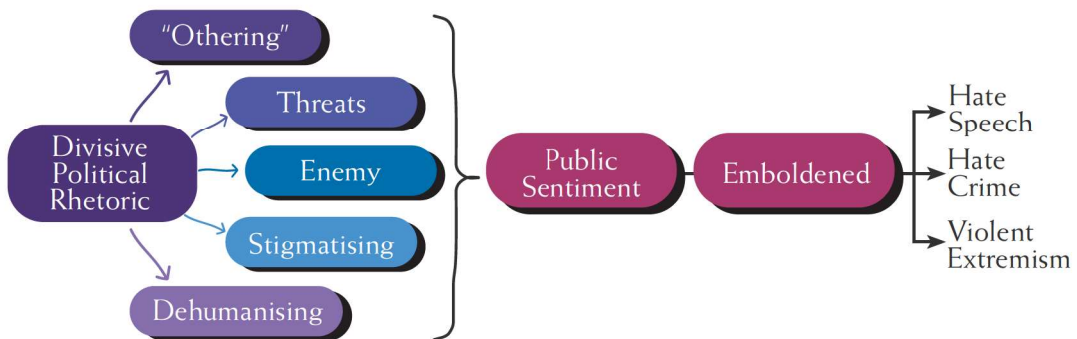 “Othering”
Threats
Divisive
Political
Rhetoric
Enemy
Stigmatising
Dehumanising
Public
Sentiment
Emboldened
Hate
Speech
Hate
Crime
Violent
Extremism